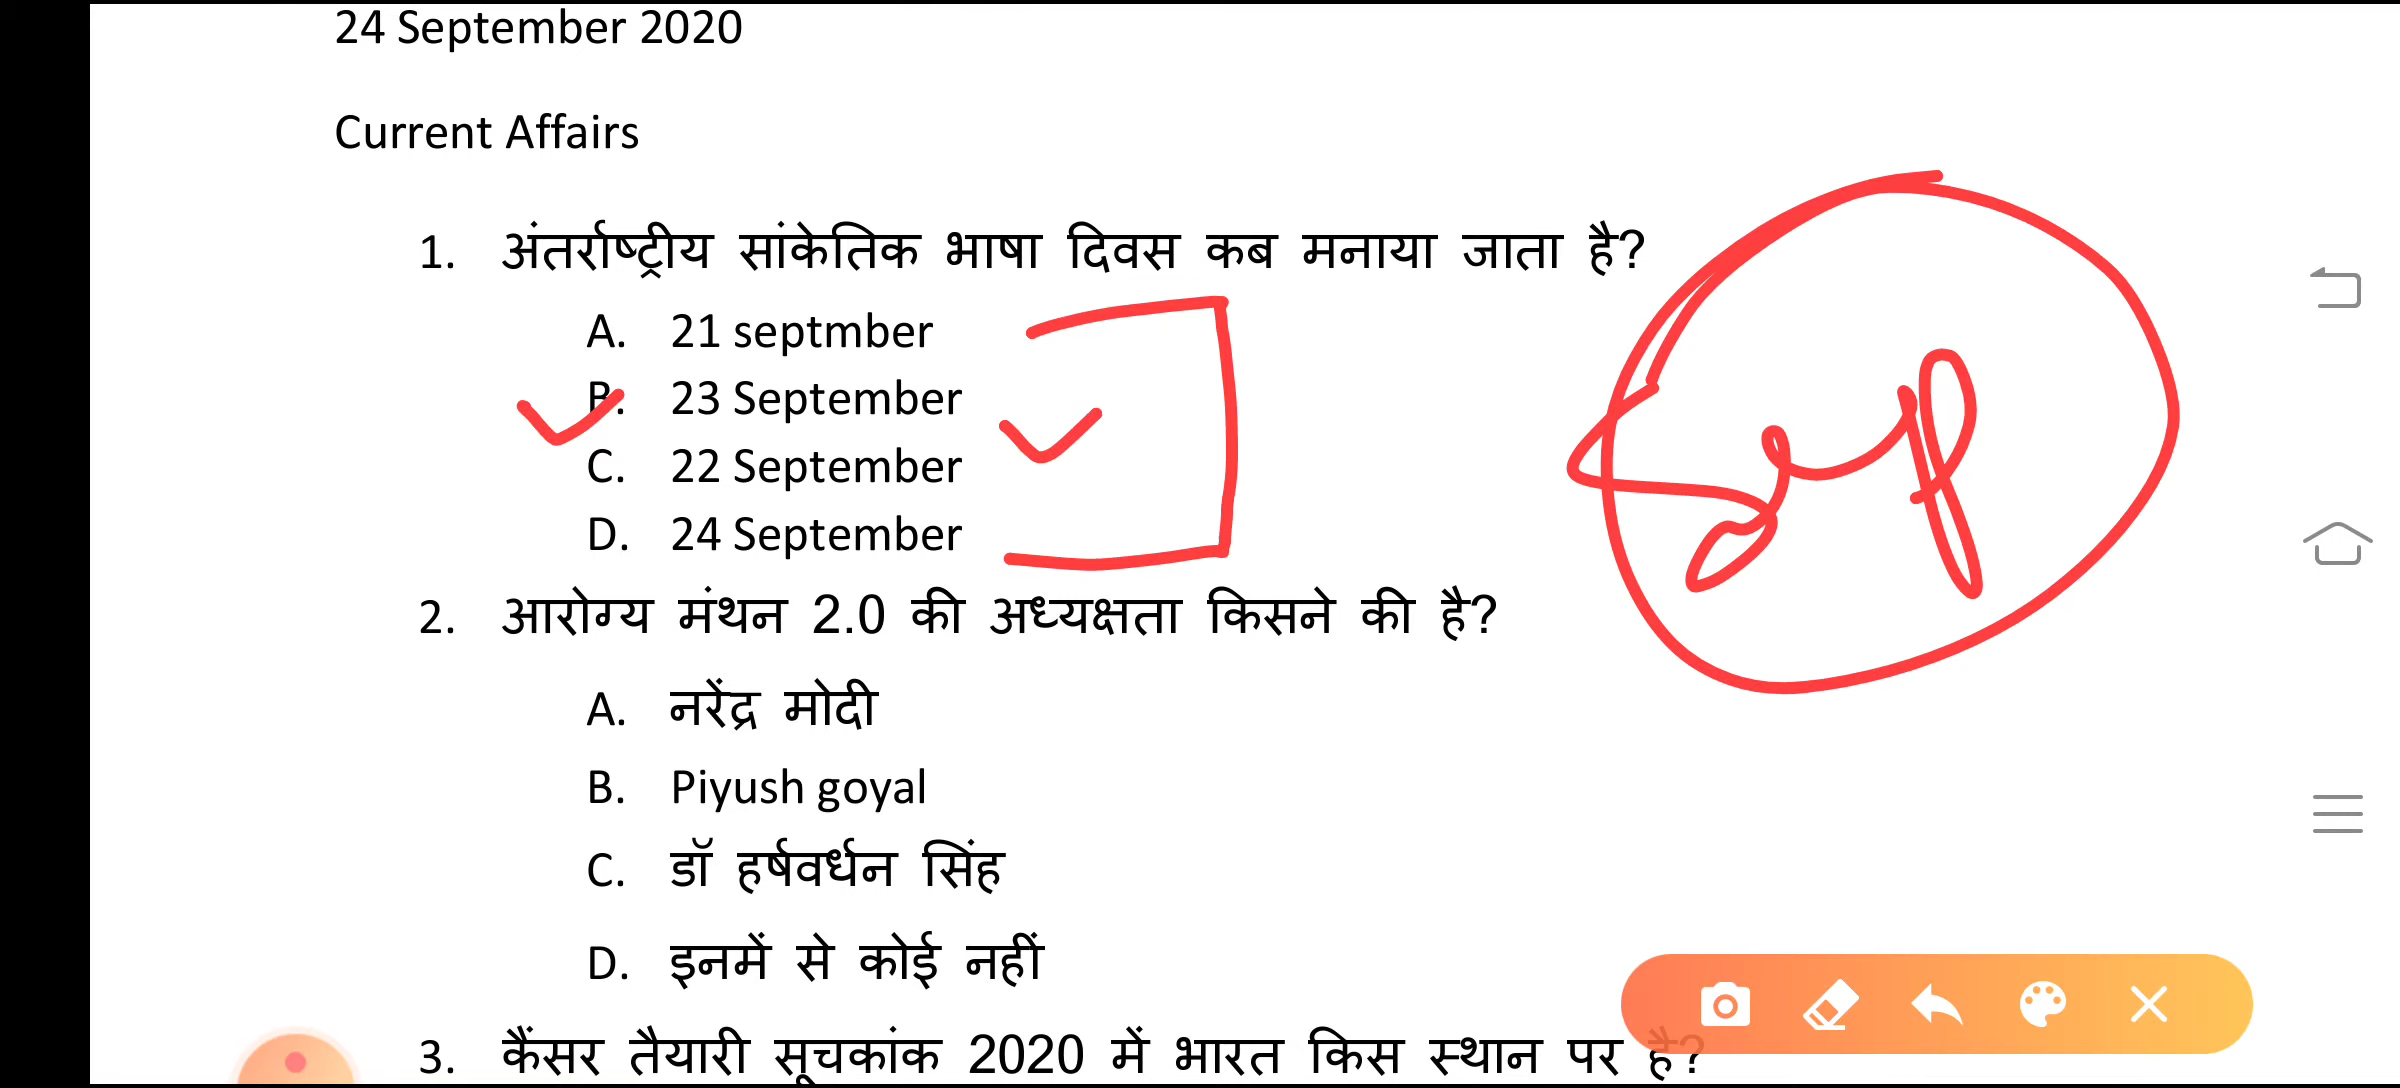 24 September 2020
Current Affairs
1. अंतर्राष्ट्रीय सांकेतिक भाषा दिवस कब मनाया जाता है?
A. 21 septmber
B. 23 September
C. 22 September
D. 24 September
Sep
2. आरोग्य मंथन 2.0 की अध्यक्षता किसने की है?
A. नरेंद्र मोदी
B. Piyush goyal
C. डॉ हर्षवर्धन सिंह
D. इनमें से कोई नहीं
3. कैंसर तैयारी सूचकांक 2020 में भारत किस स्थान पर है?